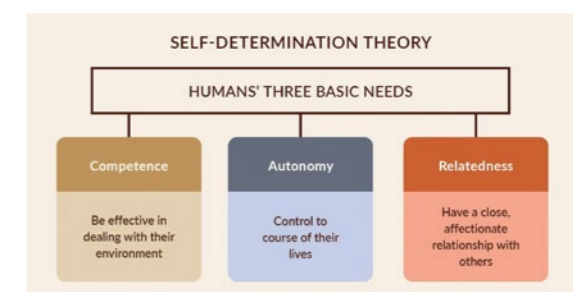 SELF-DETERMINATION THEORY
HUMANS' THREE BASIC NEEDS
Competence
Be effective in
dealing with their
environment
Autonomy
Control to
course of their
lives
Relatedness
Have a close,
affectionate
relationship with
others